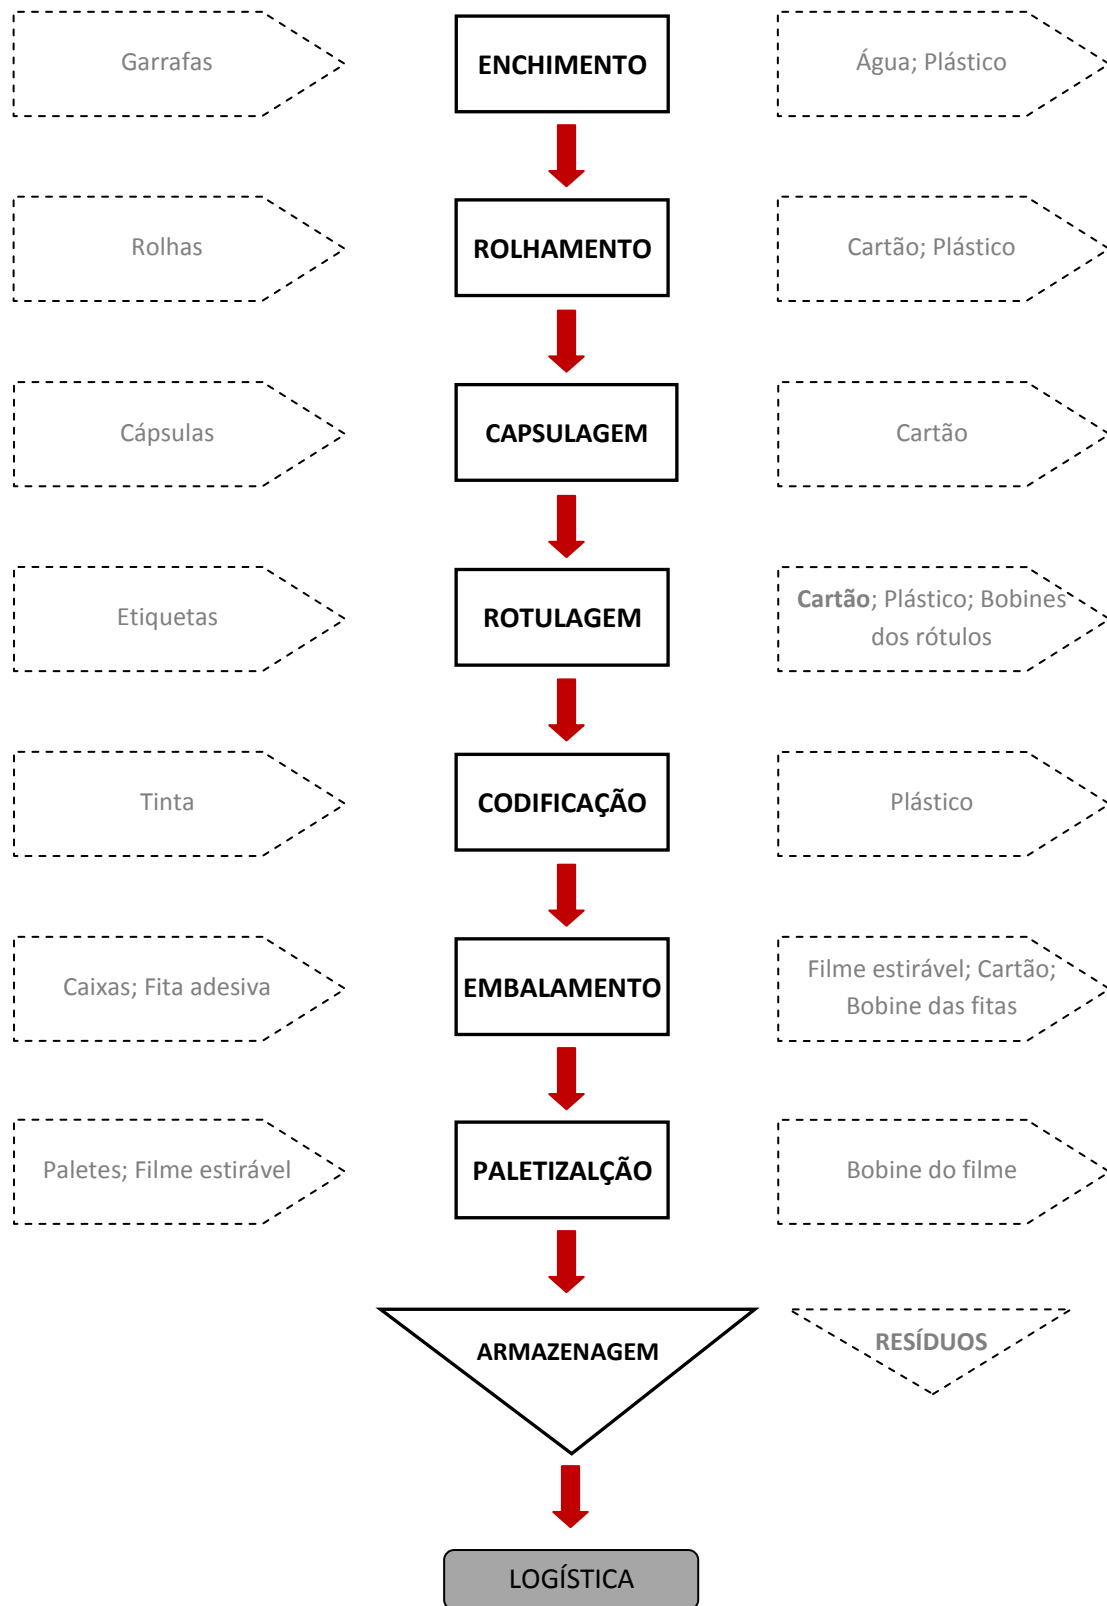 Garrafas
ENCHIMENTO
Água; Plástico
Rolhas
ROLHAMENTO
Cartão; Plástico
Cápsulas
CAPSULAGEM
Cartão
Etiquetas
ROTULAGEM
Cartão; Plástico; Bobines
dos rótulos
Tinta
CODIFICAÇÃO
Plástico
Caixas; Fita adesiva
EMBALAMENTO
Filme estirável; Cartão;
Bobine das fitas
Paletes; Filme estirável
PALETIZALÇÃO
Bobine do filme
ARMAZENAGEM
RESÍDUOS
LOGÍSTICA